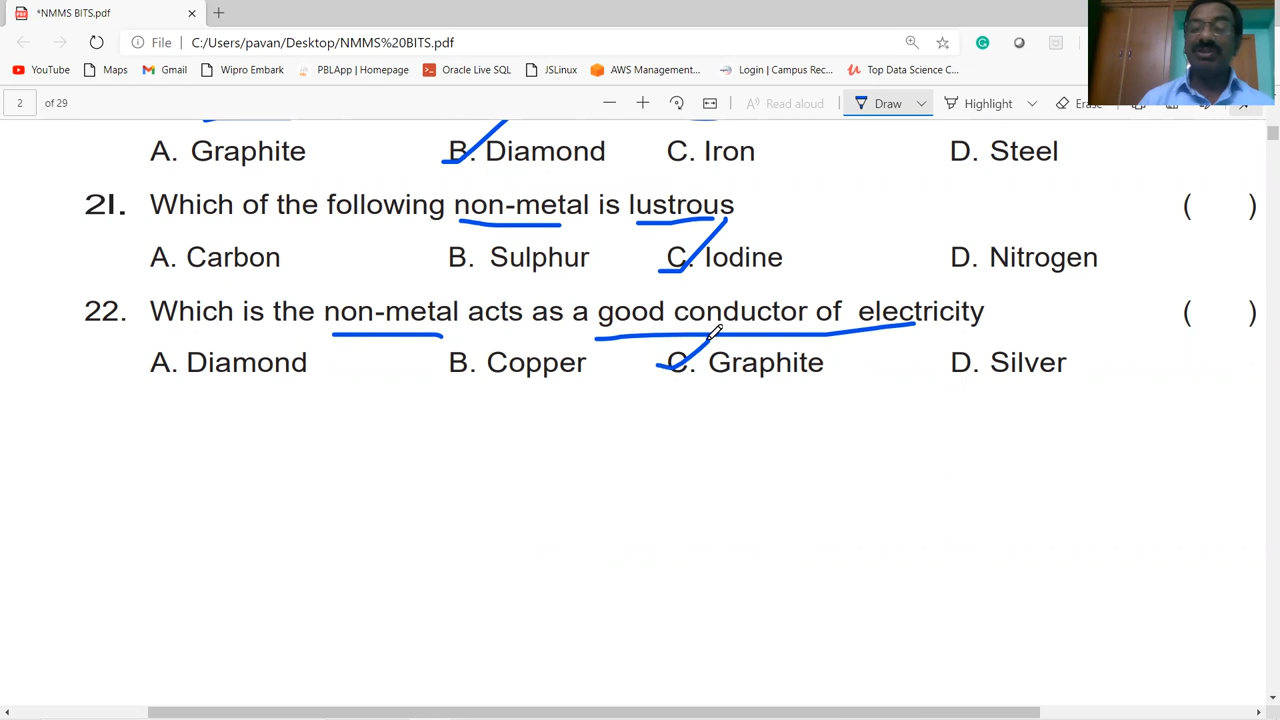 *NMMS BITS.pdf
File C:/Users/pavan/Desktop/NMMS%20BITS.pdf
YouTube Maps Gmail Wipro Embark PBLApp | Homepage Oracle Live SQL JSLinux AWS Management... Login | Campus Rec... Top Data Science C...
2 of 29 Read aloud Draw Highlight Erase
A. Graphite B. Diamond C. Iron D. Steel
21. Which of the following non-metal is lustrous ( )
A. Carbon B. Sulphur C. Iodine D. Nitrogen
22. Which is the non-metal acts as a good conductor of electricity ( )
A. Diamond B. Copper C. Graphite D. Silver